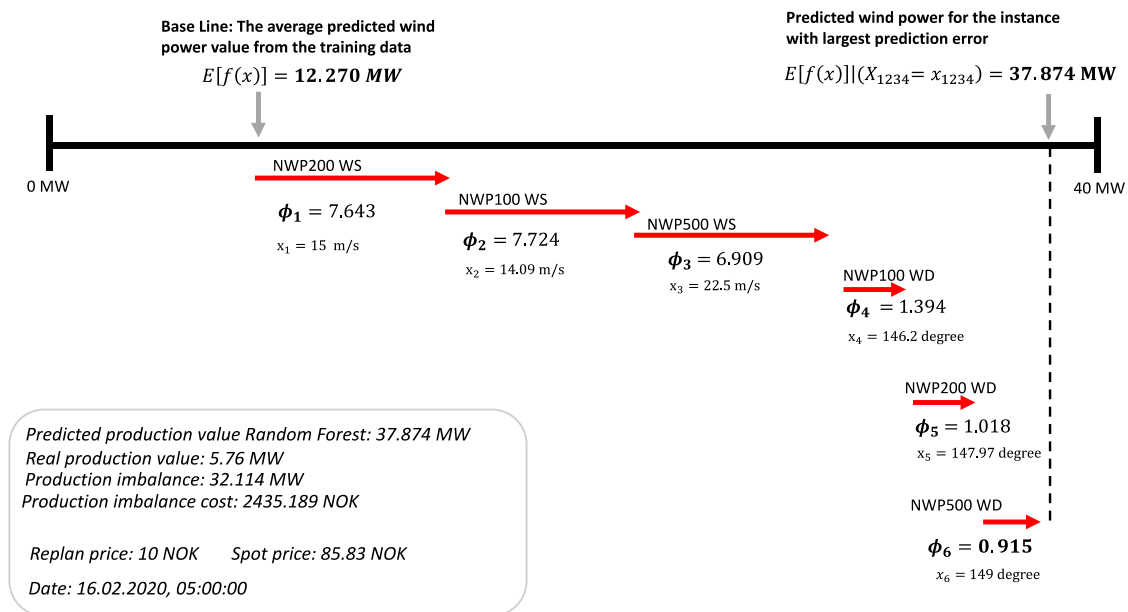 Base Line: The average predicted wind
power value from the training data
E[f(x)] = 12.270 MW
Predicted wind power for the instance
with largest prediction error
E[f(x)]|(X₁₂₃₄= x₁₂₃₄) = 37.874 MW
0 MW
40 MW
NWP200 WS
ϕ₁ = 7.643
x₁ = 15 m/s
NWP100 WS
ϕ₂ = 7.724
x₂ = 14.09 m/s
NWP500 WS
ϕ₃ = 6.909
x₃ = 22.5 m/s
NWP100 WD
ϕ₄ = 1.394
x₄ = 146.2 degree
NWP200 WD
ϕ₅ = 1.018
x₅ = 147.97 degree
NWP500 WD
ϕ₆ = 0.915
x₆ = 149 degree
Predicted production value Random Forest: 37.874 MW
Real production value: 5.76 MW
Production imbalance: 32.114 MW
Production imbalance cost: 2435.189 NOK
Replan price: 10 NOK Spot price: 85.83 NOK
Date: 16.02.2020, 05:00:00